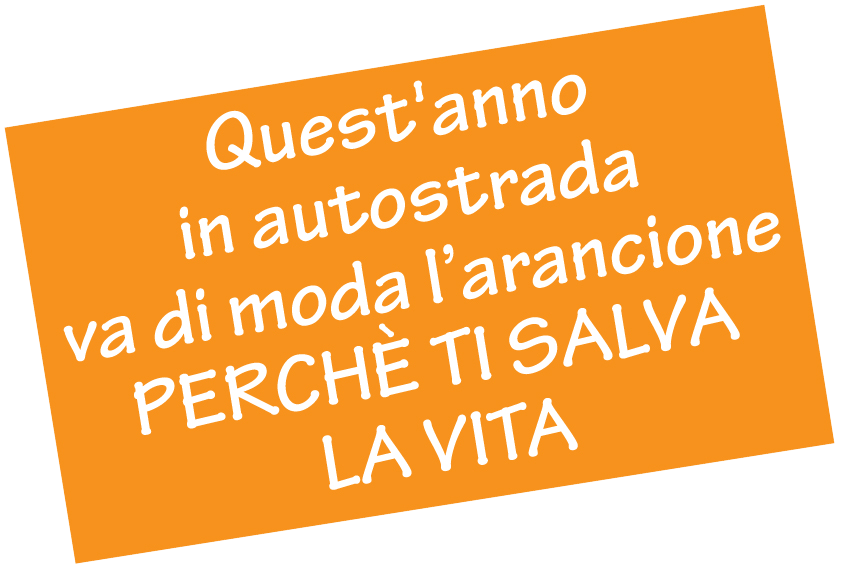 Quest'anno
in autostrada
va di moda l’arancione
PERCHÈ TI SALVA
LA VITA